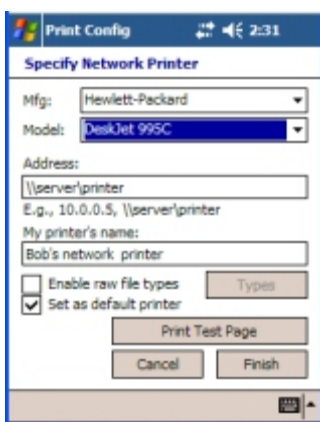 Print Config 2:31
Specify Network Printer
Mfg: Hewlett-Packard
Model: DeskJet 995C
Address:
\\server\printer
E.g., 10.0.0.5, \\server\printer
My printer's name:
Bob's network printer
Enable raw file types Types
Set as default printer
Print Test Page
Cancel Finish